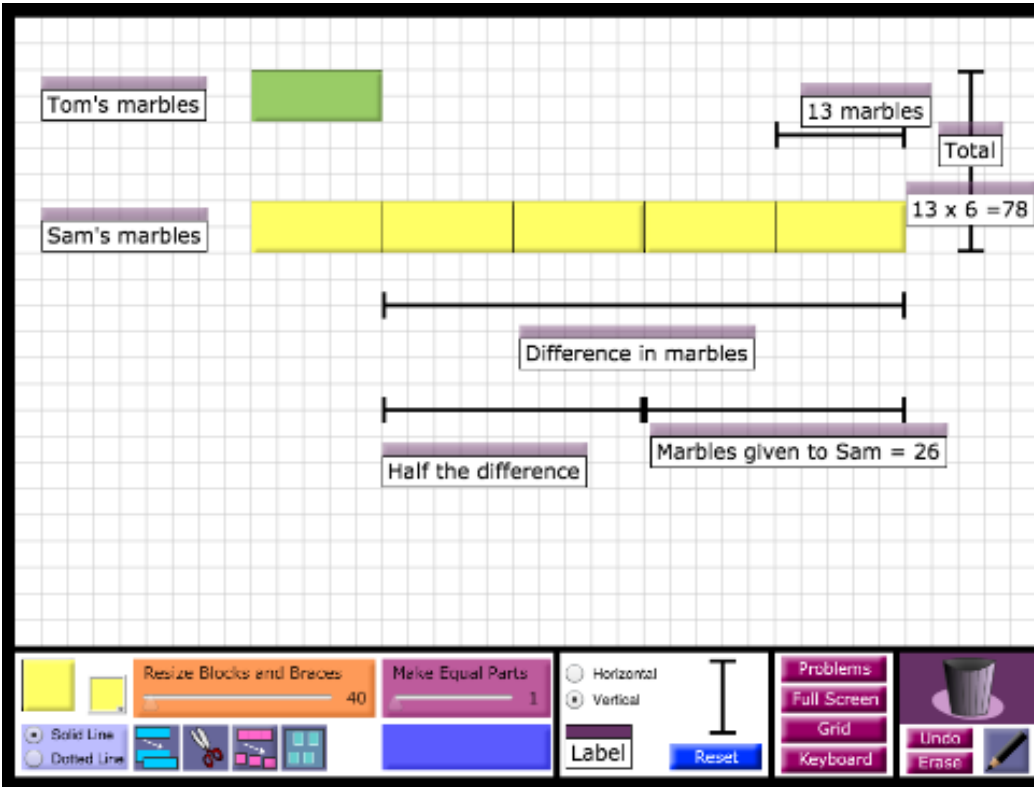 Tom's marbles
13 marbles
Total
Sam's marbles
13 x 6 =78
Difference in marbles
Half the difference
Marbles given to Sam = 26
Resize Blocks and Braces
40
Make Equal Parts
1
Solid Line
Dotted Line
Horizontal
Vertical
Label
Reset
Problems
Full Screen
Grid
Keyboard
Undo
Erase